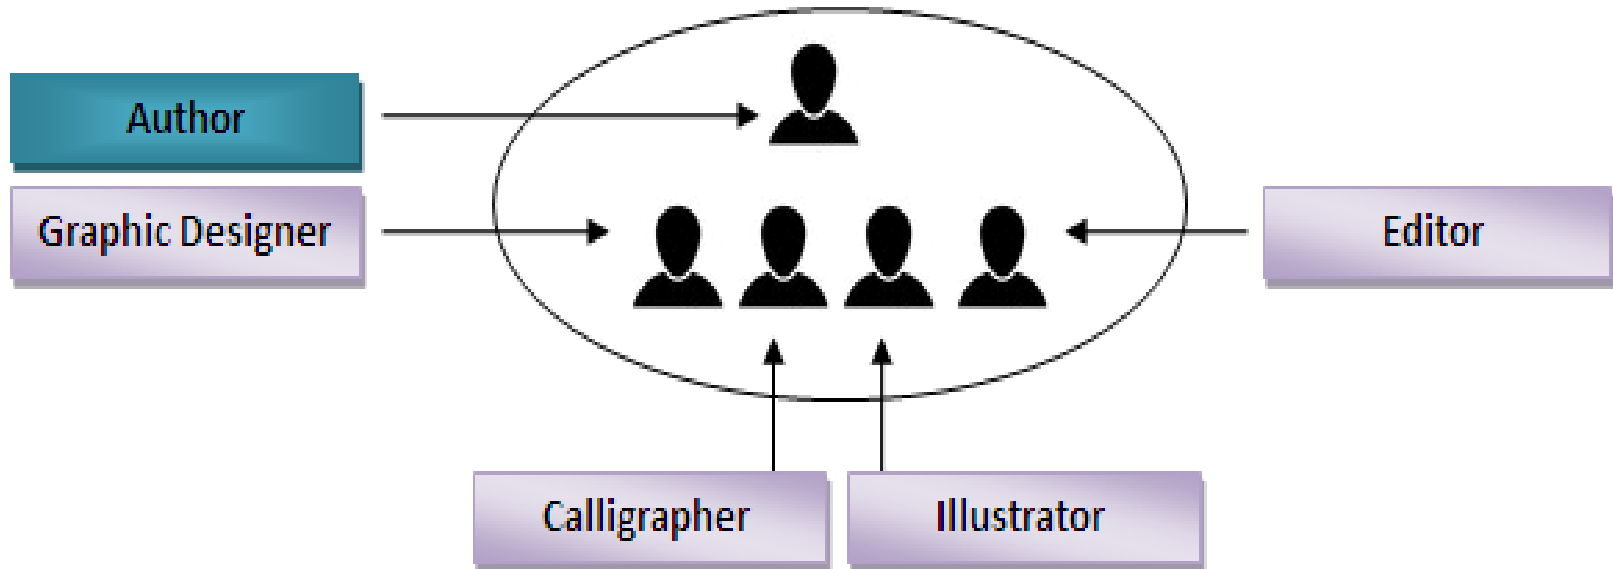 Author
Graphic Designer
Editor
Calligrapher
Illustrator